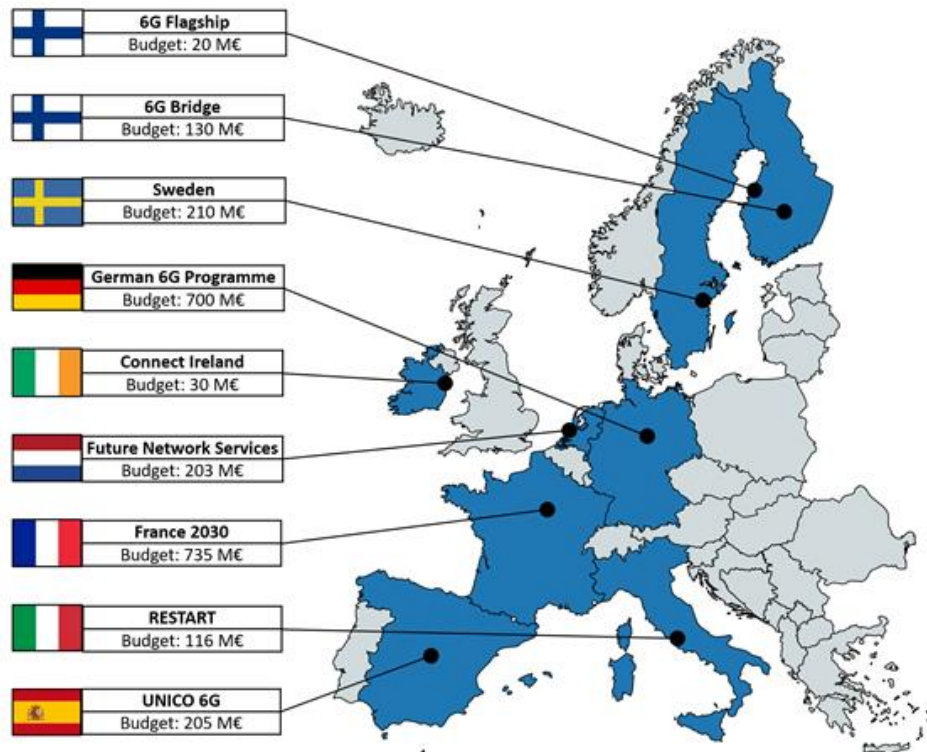 6G Flagship
Budget: 20 M€
6G Bridge
Budget: 130 M€
Sweden
Budget: 210 M€
German 6G Programme
Budget: 700 M€
Connect Ireland
Budget: 30 M€
Future Network Services
Budget: 203 M€
France 2030
Budget: 735 M€
RESTART
Budget: 116 M€
UNICO 6G
Budget: 205 M€